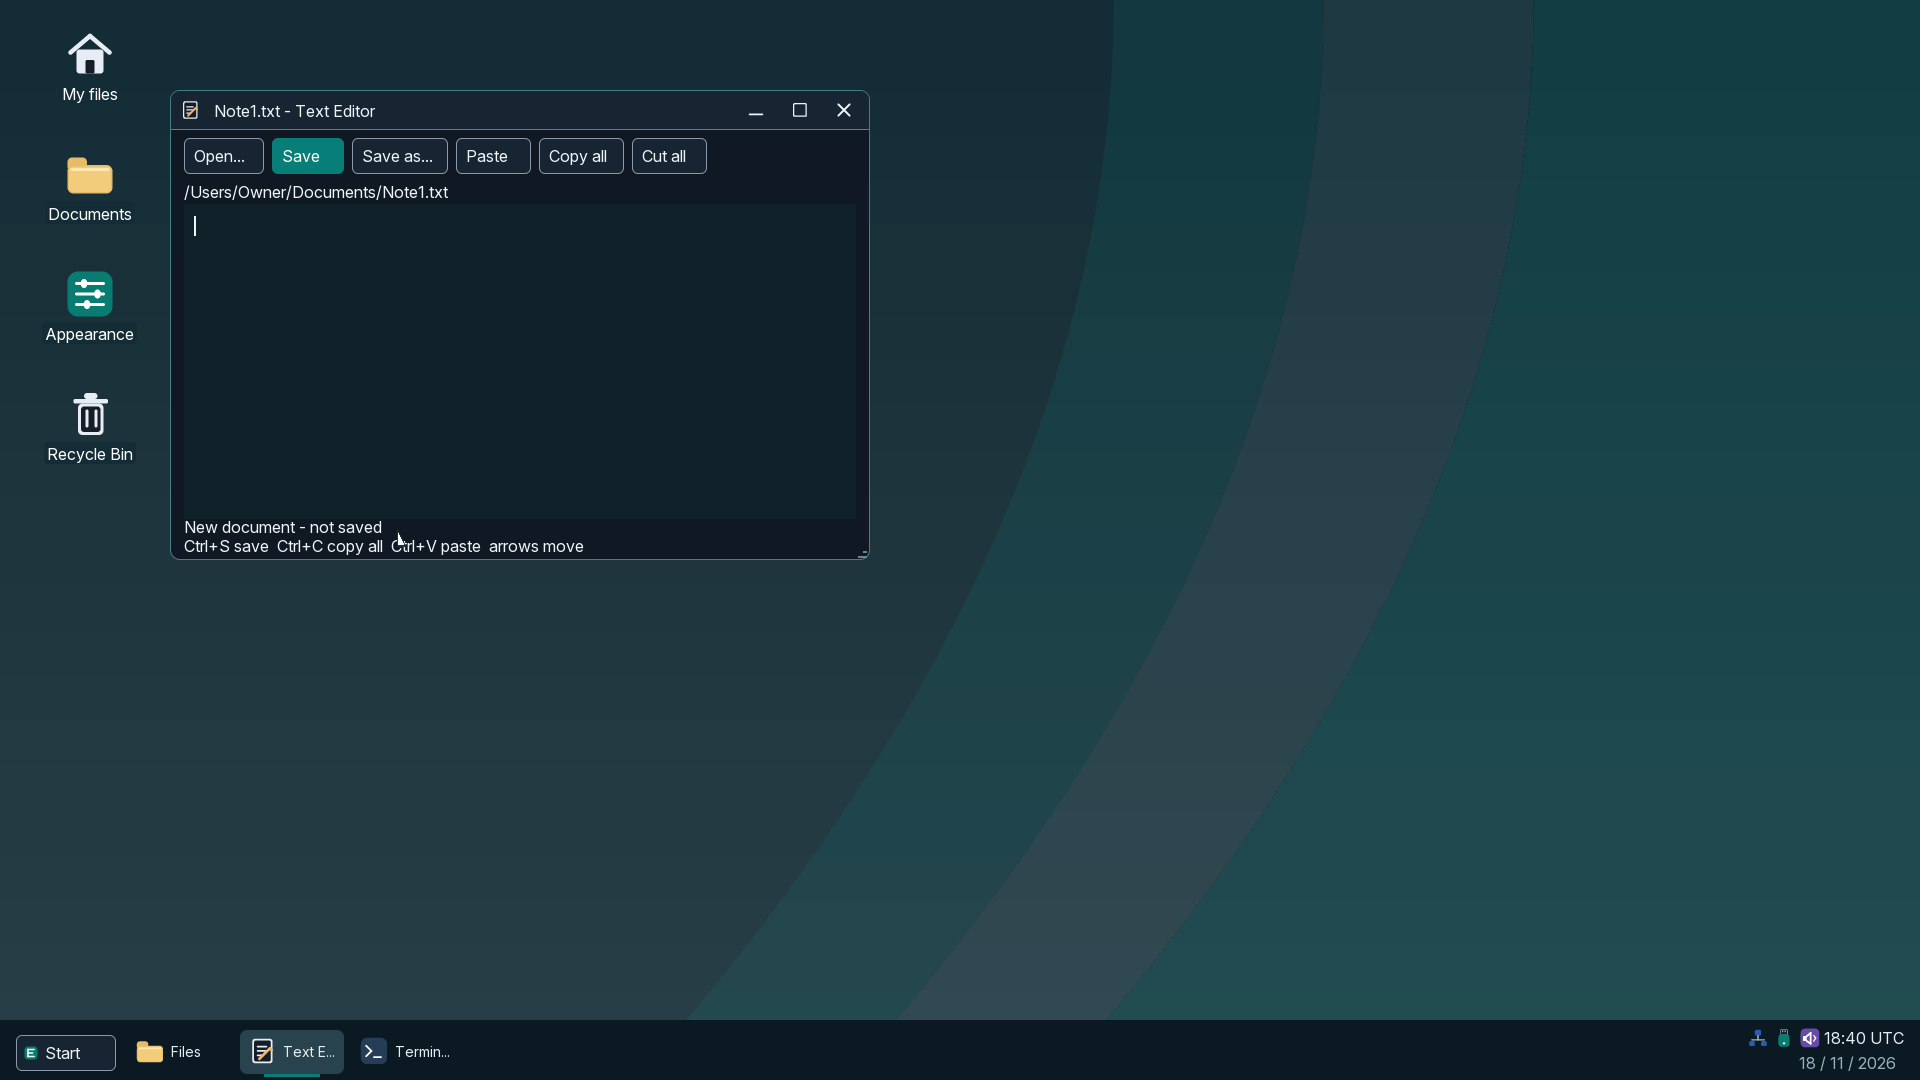 My files
Documents
Appearance
Recycle Bin
Note1.txt - Text Editor
Open... Save Save as... Paste Copy all Cut all
/Users/Owner/Documents/Note1.txt
New document - not saved
Ctrl+S save Ctrl+C copy all Ctrl+V paste arrows move
E Start Files Text E... Termin...
18:40 UTC
18 / 11 / 2026